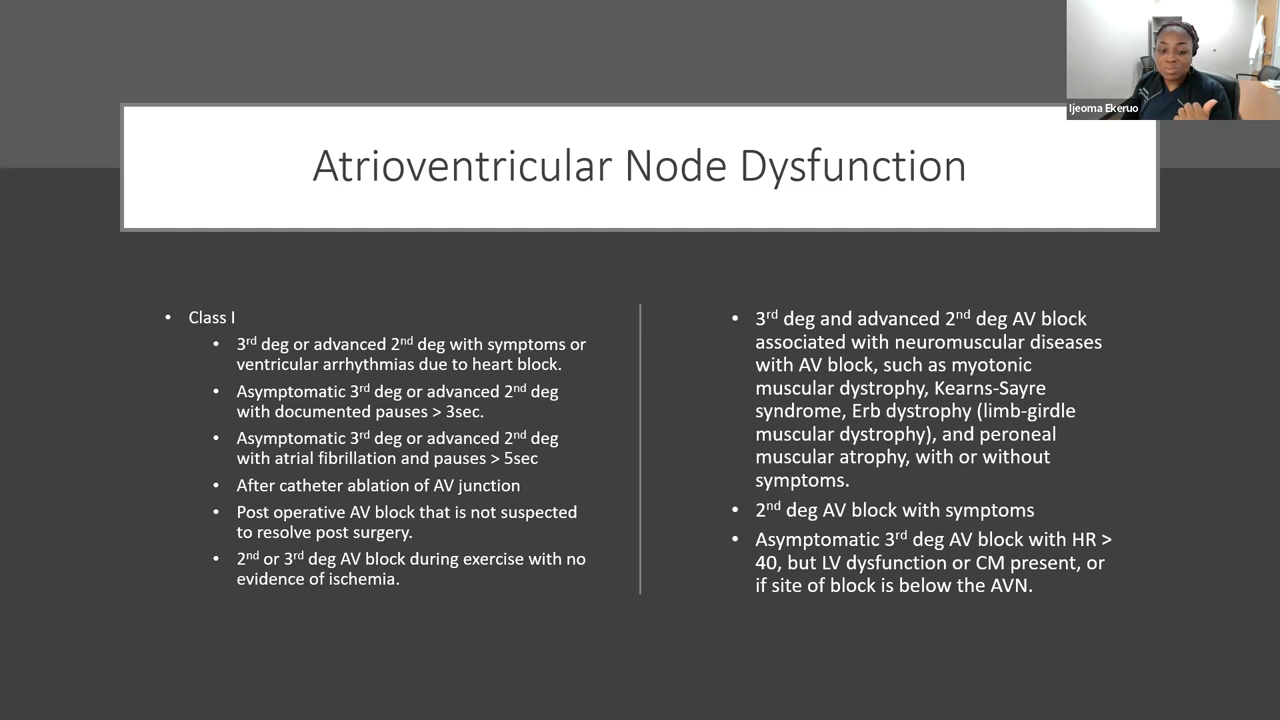 Ijeoma Ekeruo
Atrioventricular Node Dysfunction
• Class I
• 3rd deg or advanced 2nd deg with symptoms or
ventricular arrhythmias due to heart block.
• Asymptomatic 3rd deg or advanced 2nd deg
with documented pauses > 3sec.
• Asymptomatic 3rd deg or advanced 2nd deg
with atrial fibrillation and pauses > 5sec
• After catheter ablation of AV junction
• Post operative AV block that is not suspected
to resolve post surgery.
• 2nd or 3rd deg AV block during exercise with no
evidence of ischemia.
• 3rd deg and advanced 2nd deg AV block
associated with neuromuscular diseases
with AV block, such as myotonic
muscular dystrophy, Kearns-Sayre
syndrome, Erb dystrophy (limb-girdle
muscular dystrophy), and peroneal
muscular atrophy, with or without
symptoms.
• 2nd deg AV block with symptoms
• Asymptomatic 3rd deg AV block with HR >
40, but LV dysfunction or CM present, or
if site of block is below the AVN.